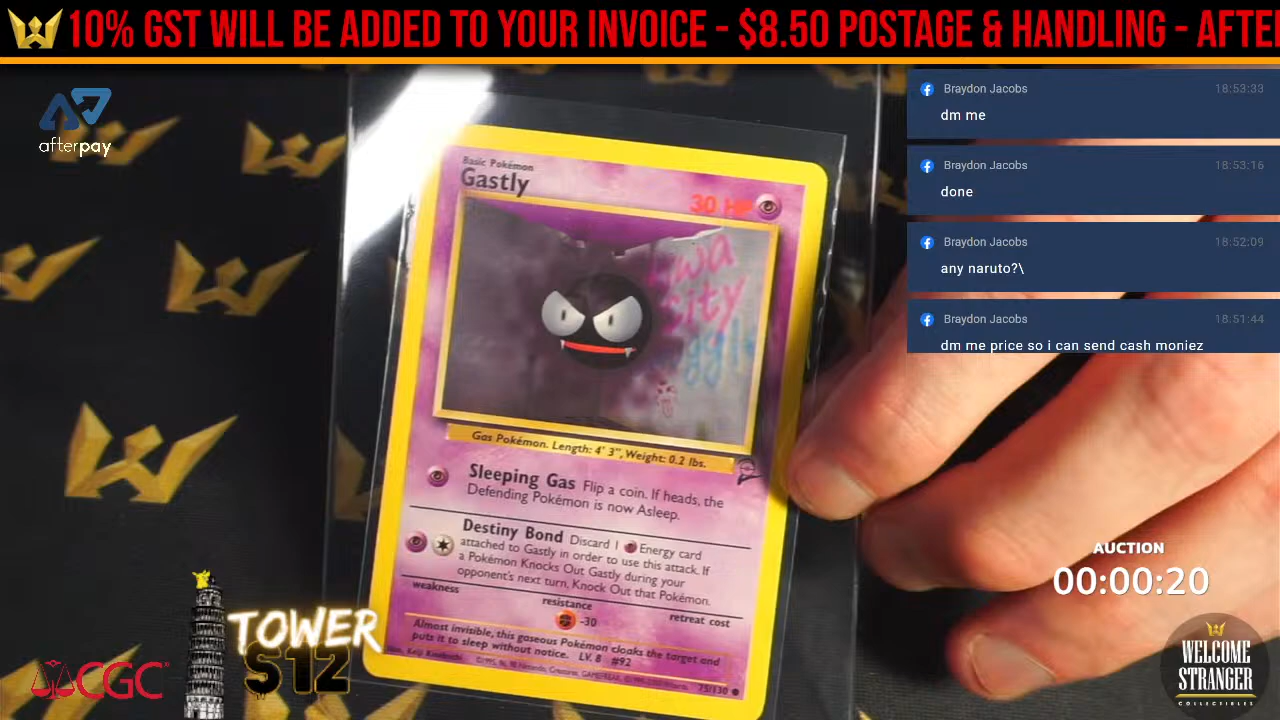 10% GST WILL BE ADDED TO YOUR INVOICE - $8.50 POSTAGE & HANDLING - AFTE
afterpay
Braydon Jacobs 18:53:33
dm me
Braydon Jacobs 18:53:16
done
Braydon Jacobs 18:52:09
any naruto?\
Braydon Jacobs 18:51:44
dm me price so i can send cash moniez
Basic Pokémon
Gastly
30 HP
City
Gas Pokémon. Length: 4' 3", Weight: 0.2 lbs.
Sleeping Gas Flip a coin. If heads, the
Defending Pokémon is now Asleep.
Destiny Bond Discard 1 Energy card
attached to Gastly in order to use this attack. If
a Pokémon Knocks Out Gastly during your
opponent's next turn, Knock Out that Pokémon.
weakness
resistance
-30
retreat cost
Almost invisible, this gaseous Pokémon cloaks the target and
puts it to sleep without notice. LV. 8 #92
75/130
AUCTION
00:00:20
TOWER
S12
CGC
WELCOME
STRANGER
COLLECTIBLES